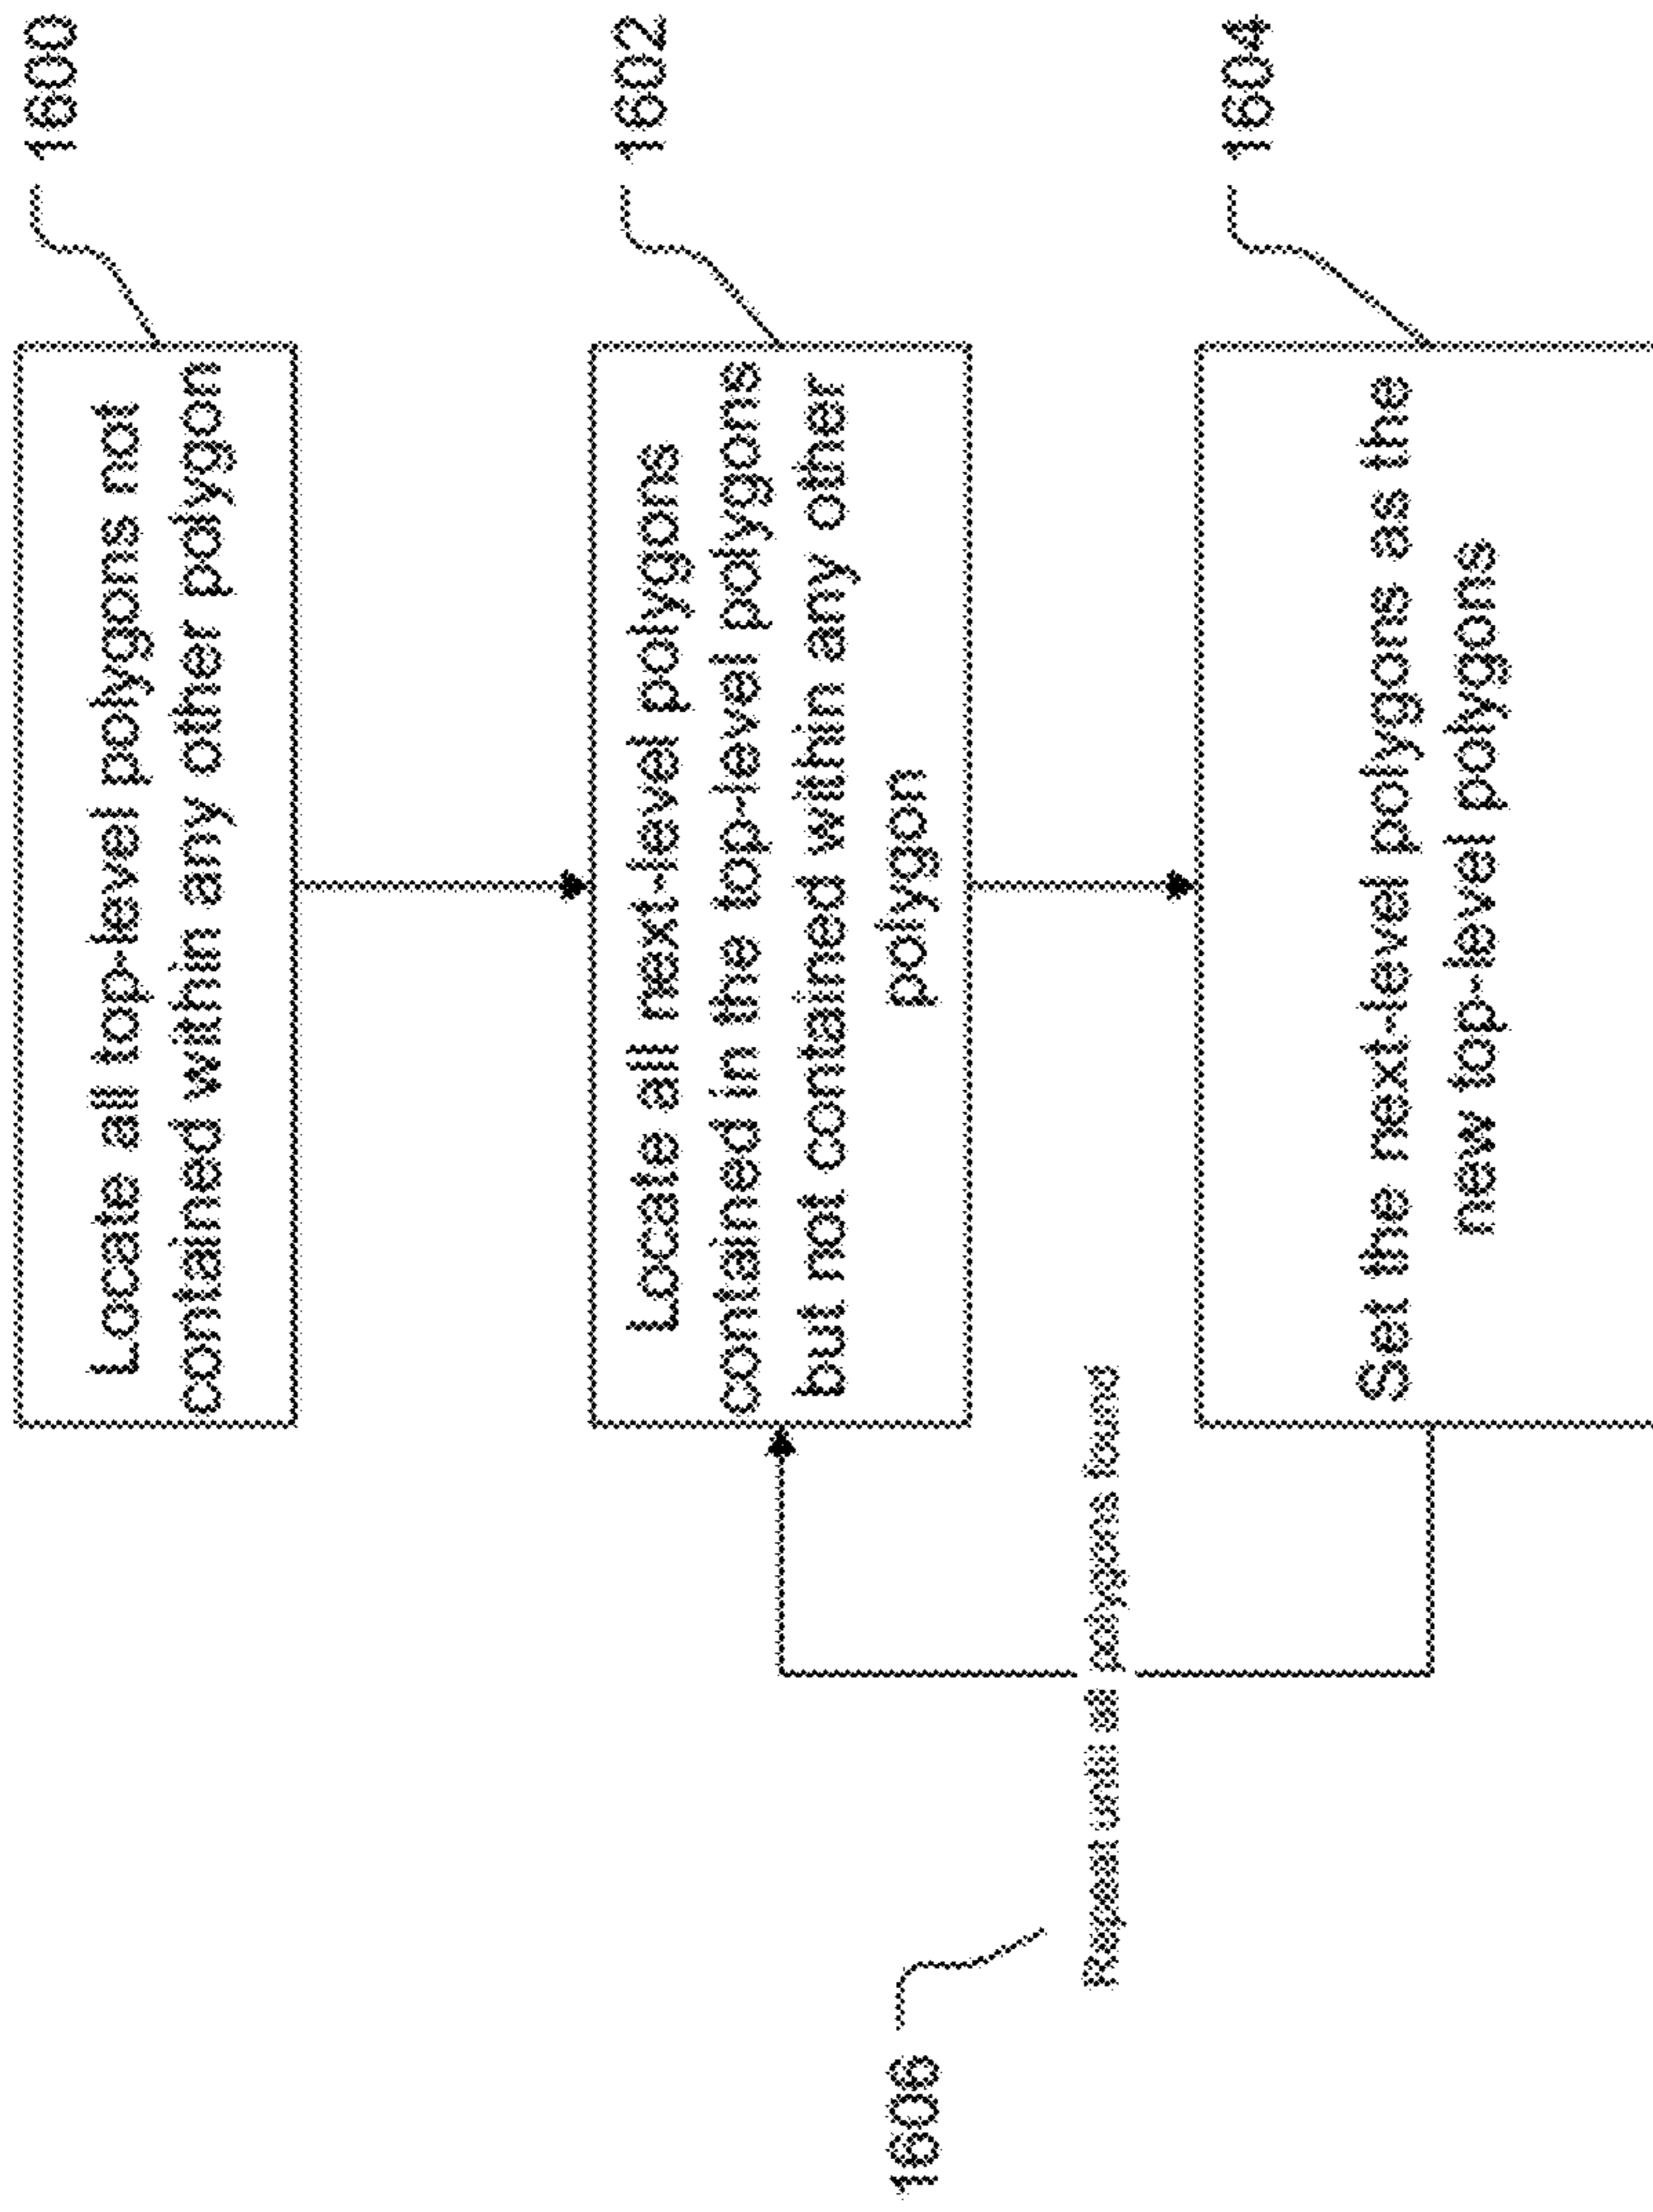 1600
Locate all top-level polygons not
contained within any other polygon
1602
Locate all next-level polygons
contained in the top-level polygons
but not contained within any other
polygon
1606
Repeat until all polygons found
1604
Set the next-level polygons as the
new top-level polygons